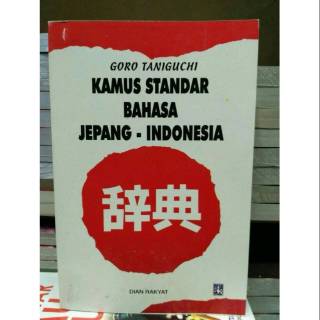 GORO TANIGUCHI
KAMUS STANDAR
BAHASA
JEPANG - INDONESIA
辞典
DIAN RAKYAT